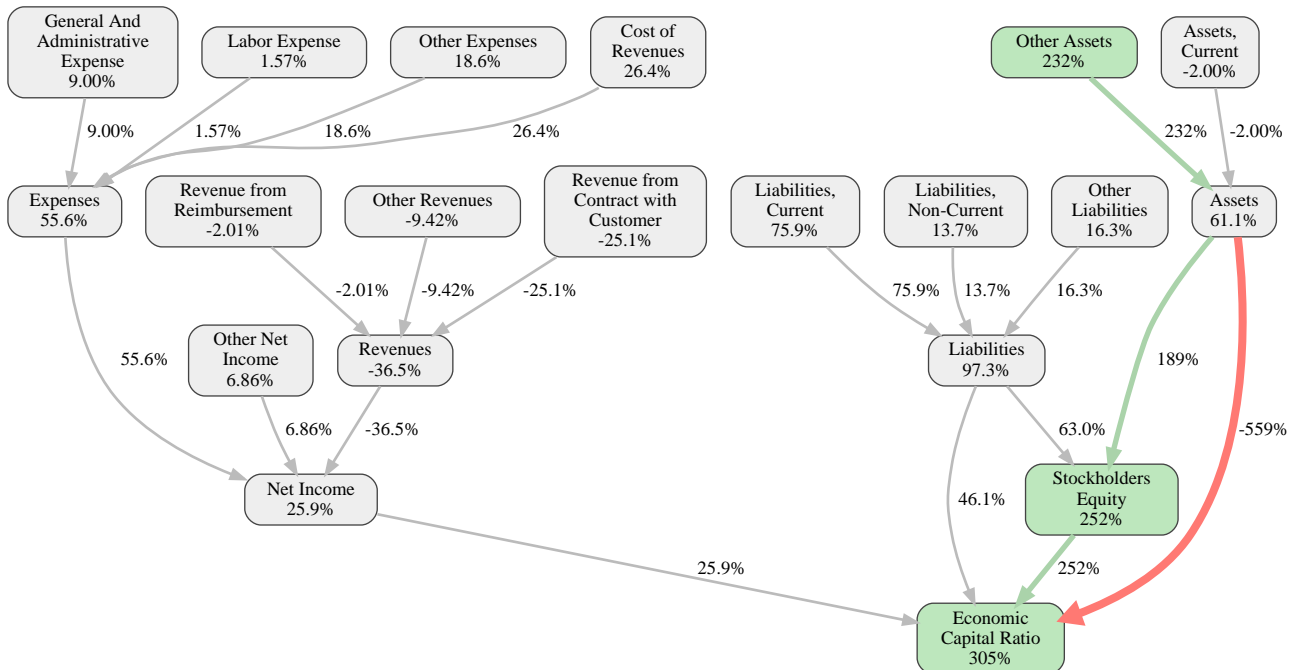 General And
Administrative
Expense
9.00%
Labor Expense
1.57%
Other Expenses
18.6%
Cost of
Revenues
26.4%
Other Assets
232%
Assets,
Current
-2.00%
9.00%
1.57%
18.6%
26.4%
232%
-2.00%
Expenses
55.6%
Revenue from
Reimbursement
-2.01%
Other Revenues
-9.42%
Revenue from
Contract with
Customer
-25.1%
Liabilities,
Current
75.9%
Liabilities,
Non-Current
13.7%
Other
Liabilities
16.3%
Assets
61.1%
-2.01%
-9.42%
-25.1%
75.9%
13.7%
16.3%
55.6%
Other Net
Income
6.86%
Revenues
-36.5%
Liabilities
97.3%
189%
-559%
6.86%
-36.5%
63.0%
Net Income
25.9%
46.1%
Stockholders
Equity
252%
25.9%
252%
Economic
Capital Ratio
305%